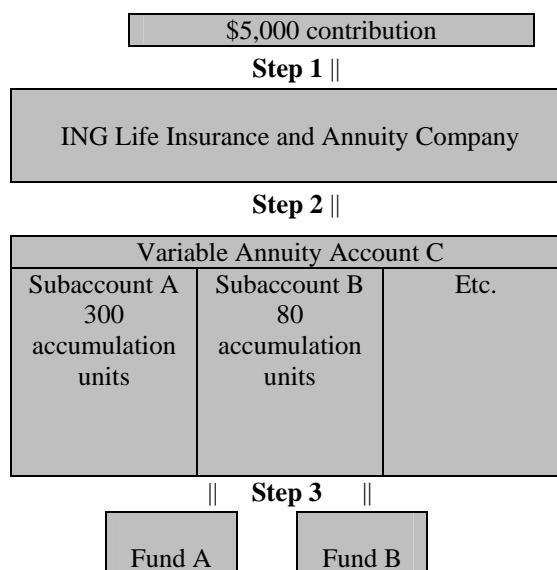 $5,000 contribution
Step 1 ||
ING Life Insurance and Annuity Company
Step 2 ||
Variable Annuity Account C
Subaccount A
300
accumulation
units
Subaccount B
80
accumulation
units
Etc.
|| Step 3 ||
Fund A
Fund B